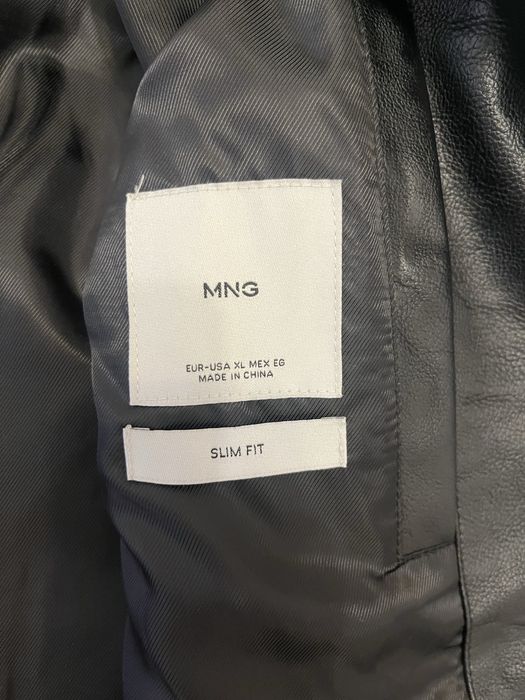 MNG
EUR-USA XL MEX EG
MADE IN CHINA
SLIM FIT